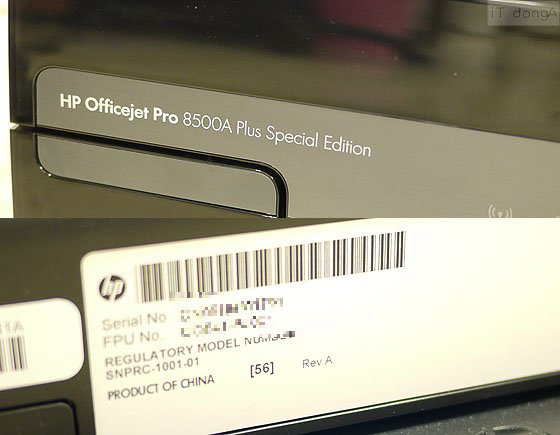 iT dongA
HP Officejet Pro 8500A Plus Special Edition
hp
Serial No.
FPU No.
REGULATORY MODEL NUMBER
SNPRC-1001-01
[56] Rev A
PRODUCT OF CHINA
1A